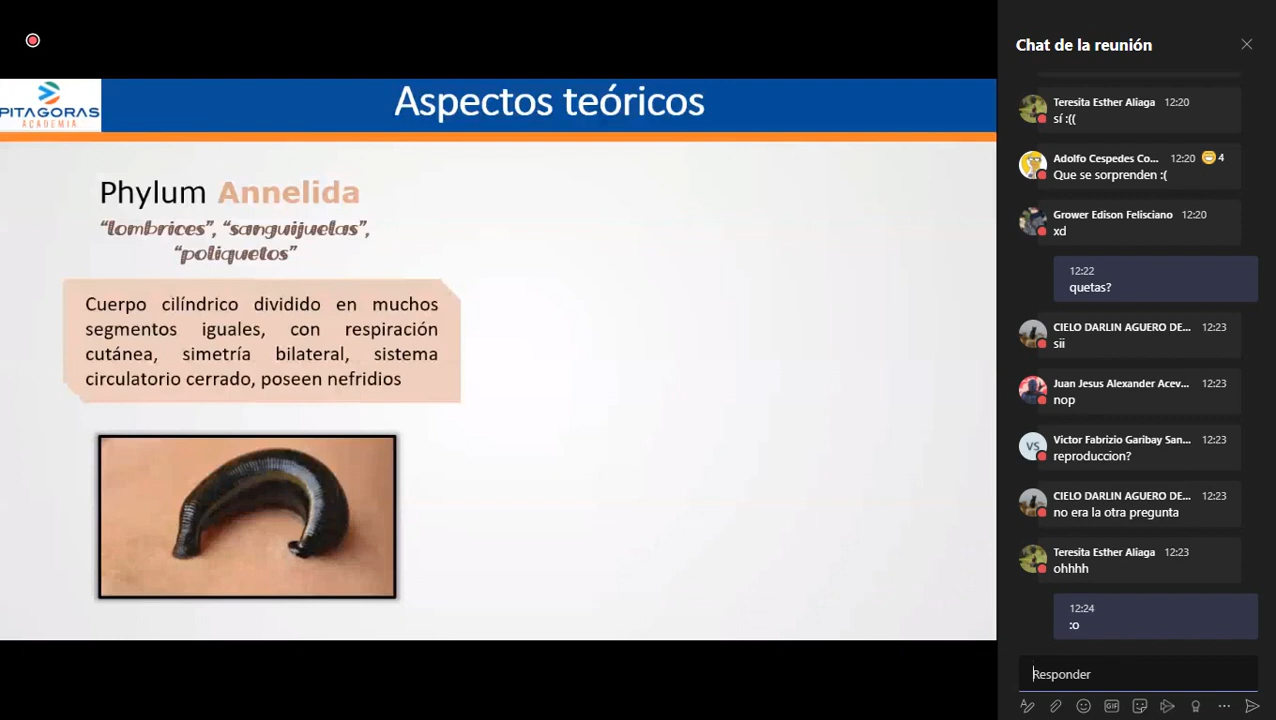 PITAGORAS
ACADEMIA
Aspectos teóricos
Phylum Annelida
“lombrices”, “sanguijuelas”,
“poliquetos”
Cuerpo cilíndrico dividido en muchos
segmentos iguales, con respiración
cutánea, simetría bilateral, sistema
circulatorio cerrado, poseen nefridios
Chat de la reunión
Teresita Esther Aliaga 12:20
sí :((
Adolfo Cespedes Co... 12:20 4
Que se sorprenden :(
Grower Edison Felisciano 12:20
xd
12:22
quetas?
CIELO DARLIN AGUERO DE... 12:23
sii
Juan Jesus Alexander Acev... 12:23
nop
VS
Victor Fabrizio Garibay San... 12:23
reproduccion?
CIELO DARLIN AGUERO DE... 12:23
no era la otra pregunta
Teresita Esther Aliaga 12:23
ohhhh
12:24
:o
Responder
GIF